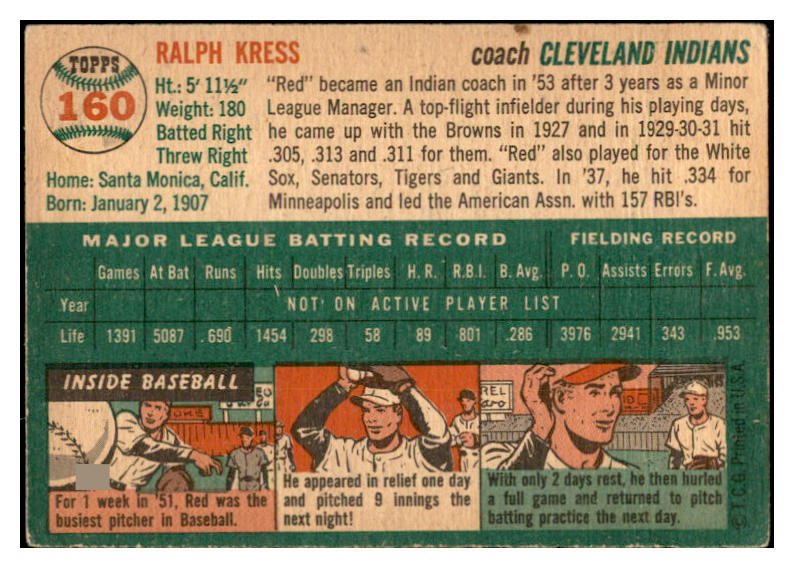 TOPPS
160
RALPH KRESS
coach CLEVELAND INDIANS
Ht.: 5' 11½"
Weight: 180
Batted Right
Threw Right
Home: Santa Monica, Calif.
Born: January 2, 1907
"Red" became an Indian coach in '53 after 3 years as a Minor
League Manager. A top-flight infielder during his playing days,
he came up with the Browns in 1927 and in 1929-30-31 hit
.305, .313 and .311 for them. "Red" also played for the White
Sox, Senators, Tigers and Giants. In '37, he hit .334 for
Minneapolis and led the American Assn. with 157 RBI's.
MAJOR LEAGUE BATTING RECORD FIELDING RECORD
Games At Bat Runs Hits Doubles Triples H. R. R.B.I. B. Avg. P. O. Assists Errors F. Avg.
Year NOT ON ACTIVE PLAYER LIST
Life 1391 5087 .690 1454 298 58 89 801 .286 3976 2941 343 .953
INSIDE BASEBALL
For 1 week in '51, Red was the
busiest pitcher in Baseball.
He appeared in relief one day
and pitched 9 innings the
next night!
REL
With only 2 days rest, he then hurled
a full game and returned to pitch
batting practice the next day.
© T. C. G. Printed in U.S.A.